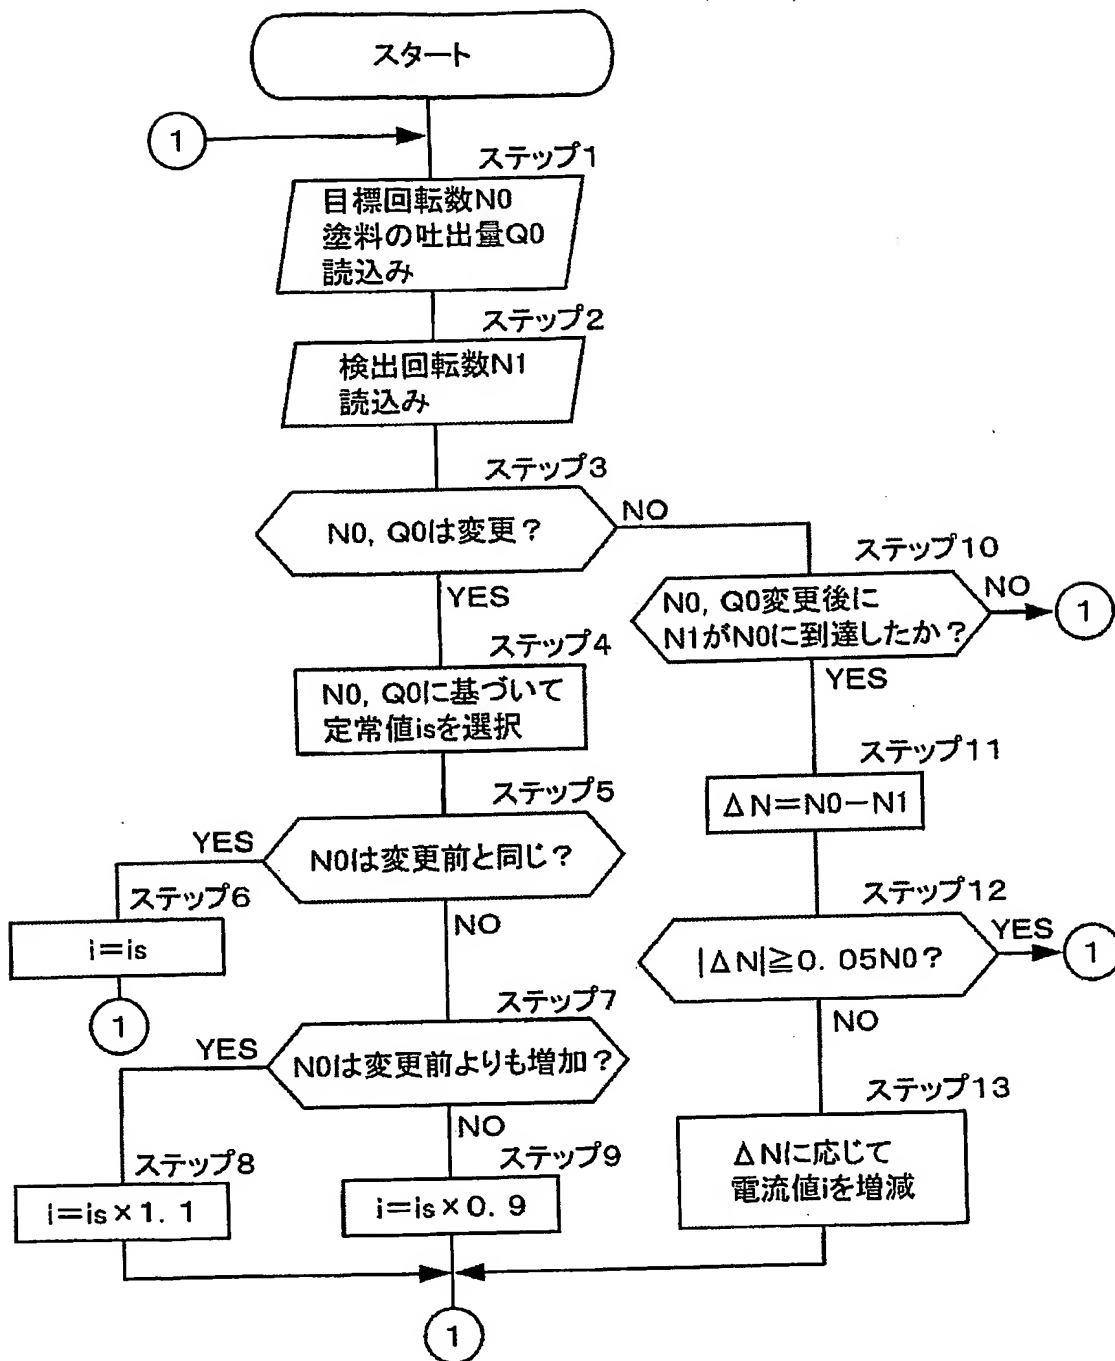 スタート
1
ステップ1
目標回転数N0
塗料の吐出量Q0
読込み
ステップ2
検出回転数N1
読込み
ステップ3
N0, Q0は変更?
NO
YES
ステップ4
N0, Q0に基づいて
定常値isを選択
ステップ5
N0は変更前と同じ?
YES
ステップ6
i=is
1
NO
ステップ7
N0は変更前よりも増加?
YES
ステップ8
i=is×1. 1
NO
ステップ9
i=is×0. 9
ステップ10
N0, Q0変更後に
N1がN0に到達したか?
NO
1
YES
ステップ11
ΔN=N0−N1
ステップ12
|ΔN|≧0. 05N0?
YES
1
NO
ステップ13
ΔNに応じて
電流値iを増減
1